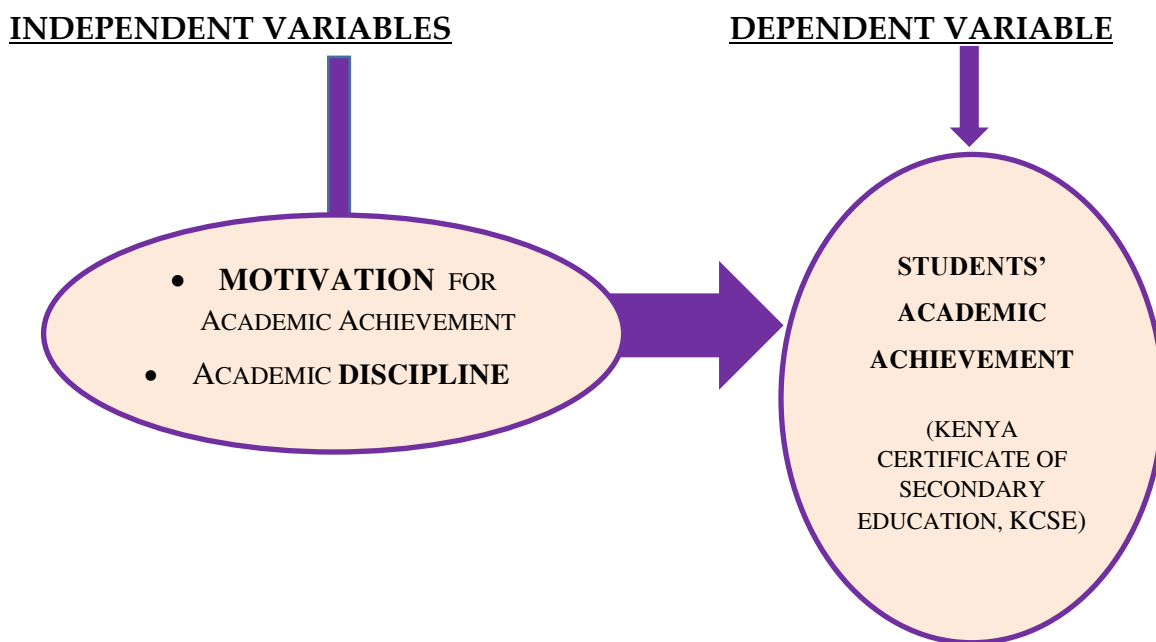 INDEPENDENT VARIABLES
DEPENDENT VARIABLE
• MOTIVATION FOR
ACADEMIC ACHIEVEMENT
• ACADEMIC DISCIPLINE
STUDENTS’
ACADEMIC
ACHIEVEMENT
(KENYA
CERTIFICATE OF
SECONDARY
EDUCATION, KCSE)